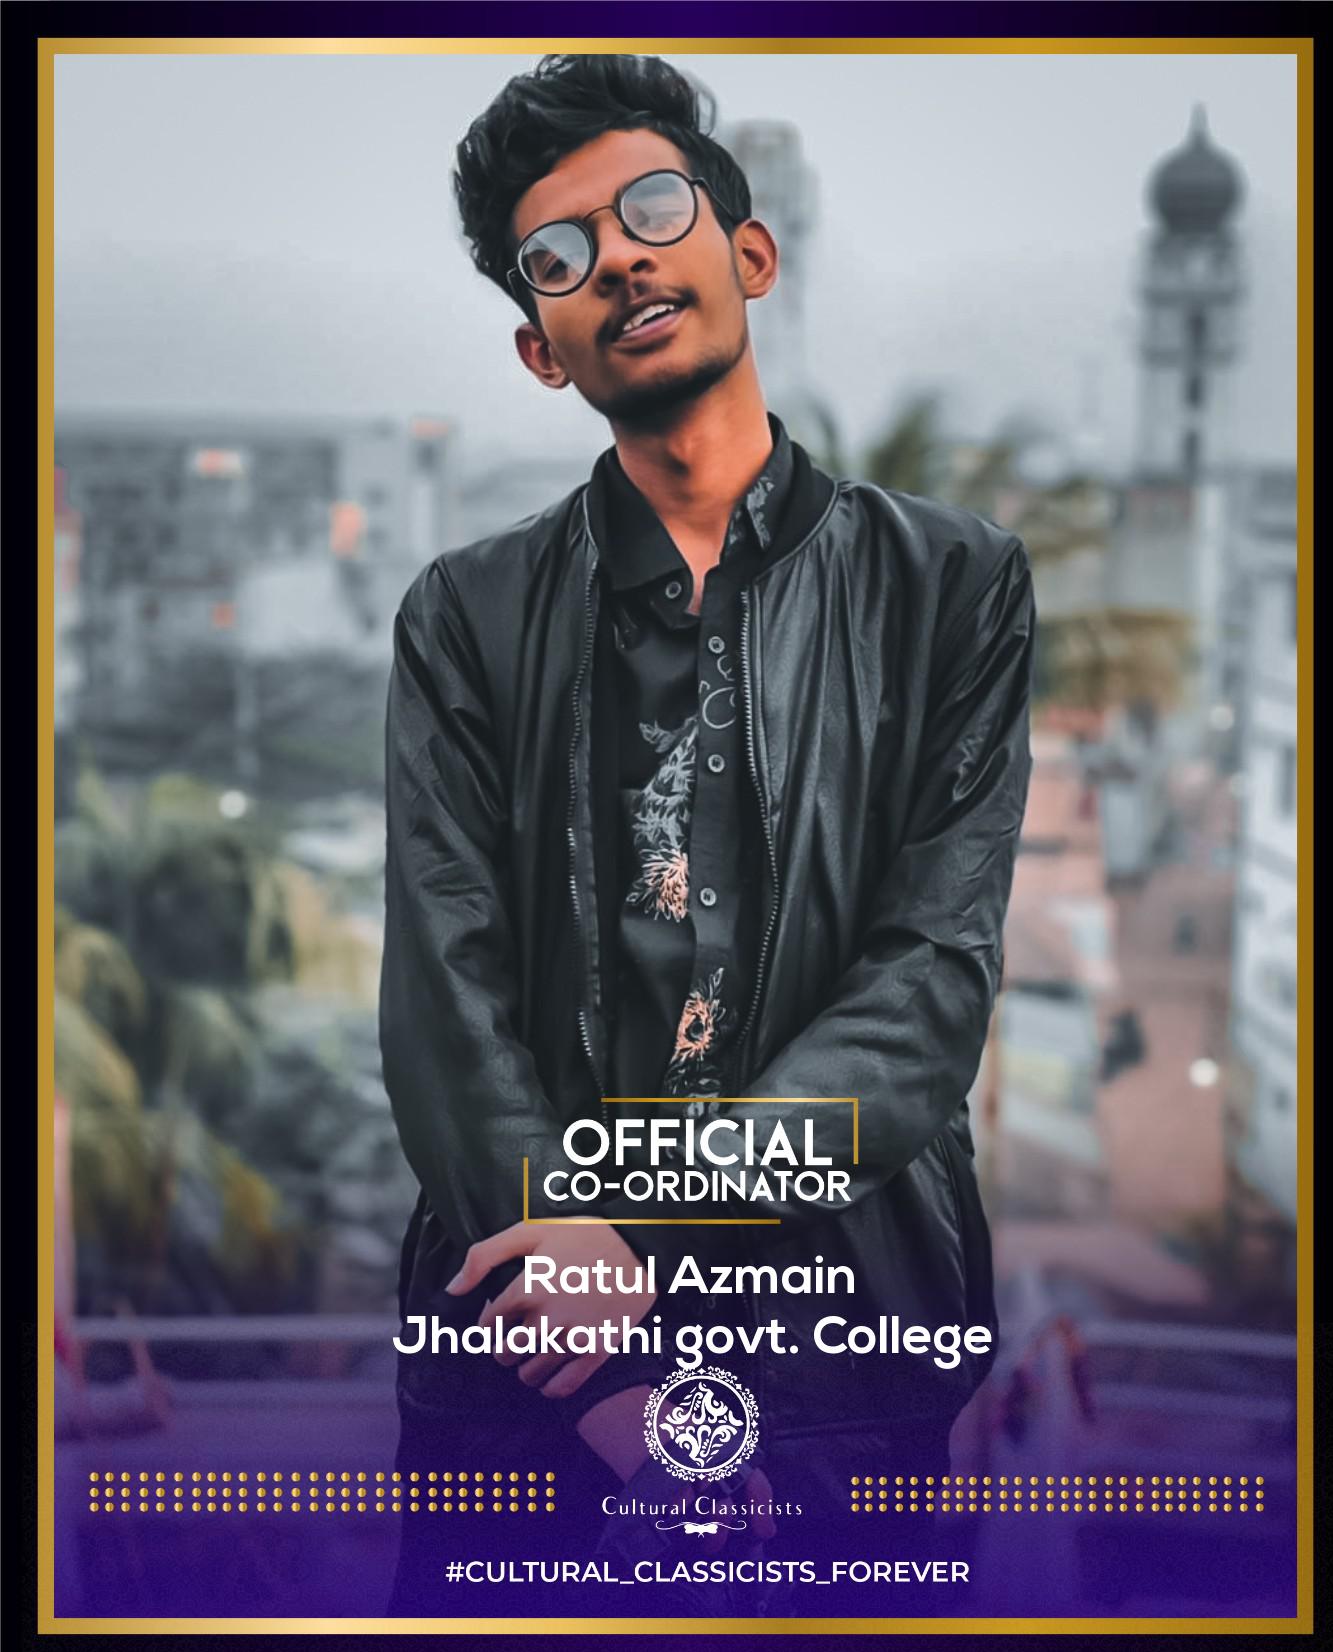 OFFICIAL
CO-ORDINATOR
Ratul Azmain
Jhalakathi govt. College
Cultural Classicists
#CULTURAL_CLASSICISTS_FOREVER